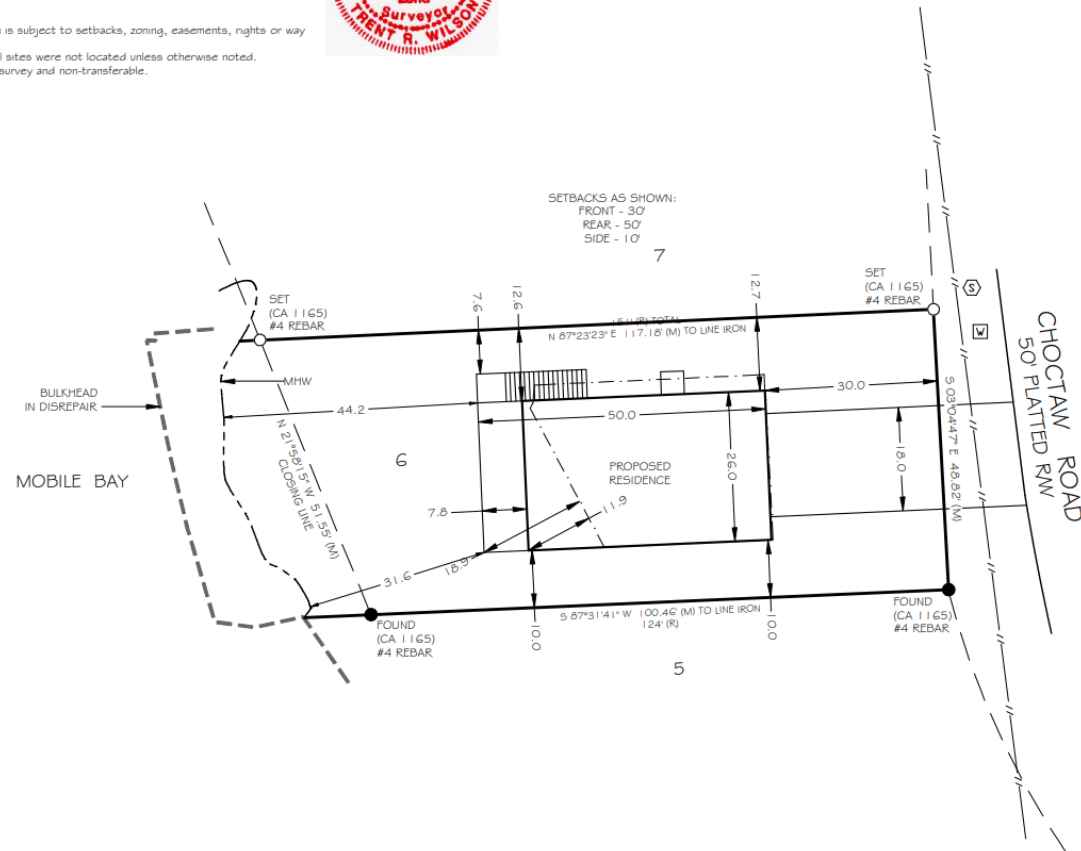 Land
Surveyor
TRENT R. WILSON
is subject to setbacks, zoning, easements, rights or way
sites were not located unless otherwise noted.
survey and non-transferable.
SETBACKS AS SHOWN:
FRONT - 30'
REAR - 50'
SIDE - 10'
7
SET
(CA 1165)
#4 REBAR
SET
(CA 1165)
#4 REBAR
S
W
7.6
12.6
12.7
TOTAL
N 87°23'23" E 117.18' (M) TO LINE IRON
MHW
BULKHEAD
IN DISREPAIR
44.2
50.0
30.0
CHOCTAW ROAD
50' PLATTED R/W
S 03°04'47" E 48.82' (M)
N 21°58'15" W 51.55' (M)
CLOSING LINE
6
MOBILE BAY
PROPOSED
RESIDENCE
26.0
18.0
7.8
11.9
18.9
31.6
FOUND
(CA 1165)
#4 REBAR
10.0
S 87°31'41" W 100.46' (M) TO LINE IRON
124' (R)
10.0
FOUND
(CA 1165)
#4 REBAR
5